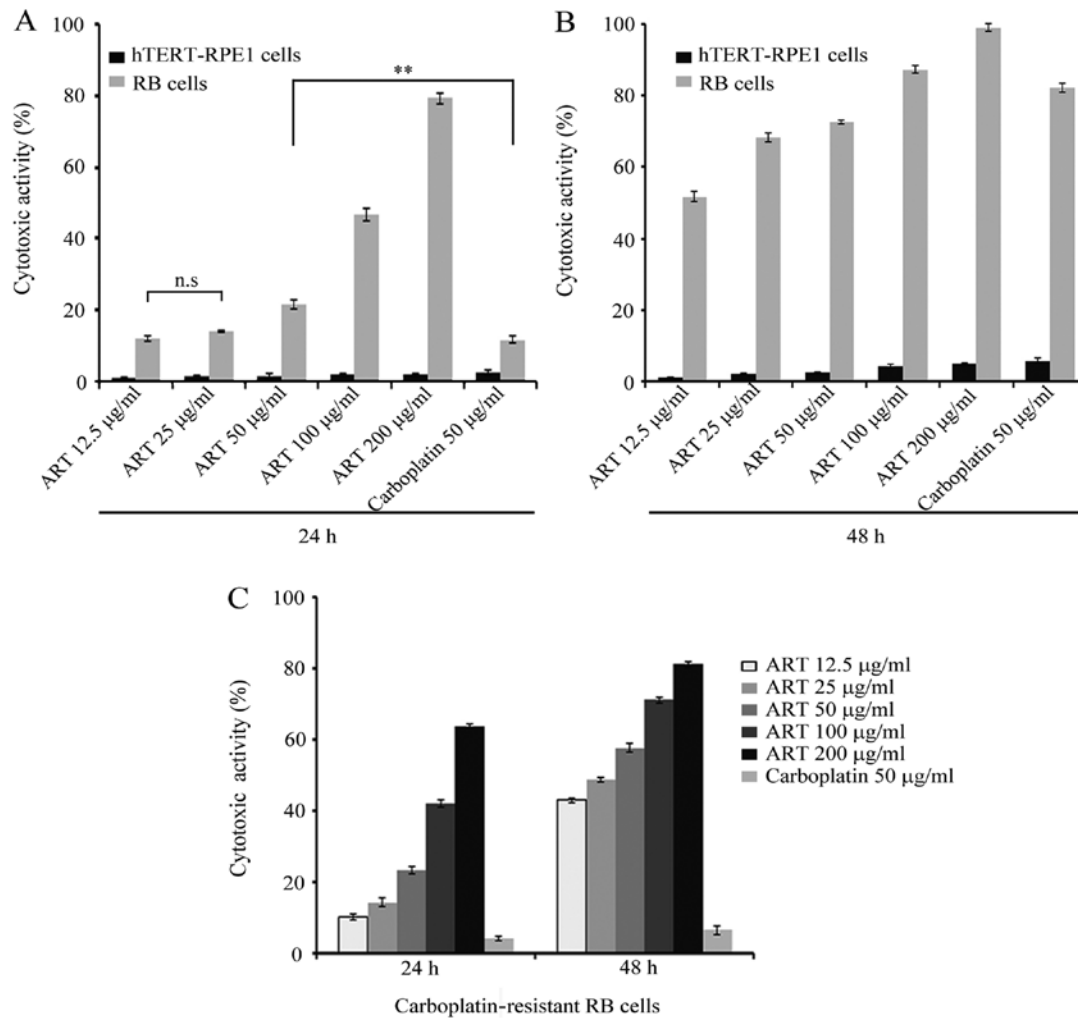 A
Cytotoxic activity (%)
100
80
60
40
20
0
hTERT-RPE1 cells
RB cells
**
n.s
ART 12.5 µg/ml
ART 25 µg/ml
ART 50 µg/ml
ART 100 µg/ml
ART 200 µg/ml
Carboplatin 50 µg/ml
24 h
B
Cytotoxic activity (%)
100
80
60
40
20
0
hTERT-RPE1 cells
RB cells
ART 12.5 µg/ml
ART 25 µg/ml
ART 50 µg/ml
ART 100 µg/ml
ART 200 µg/ml
Carboplatin 50 µg/ml
48 h
C
Cytotoxic activity (%)
100
80
60
40
20
0
24 h
48 h
Carboplatin-resistant RB cells
ART 12.5 µg/ml
ART 25 µg/ml
ART 50 µg/ml
ART 100 µg/ml
ART 200 µg/ml
Carboplatin 50 µg/ml